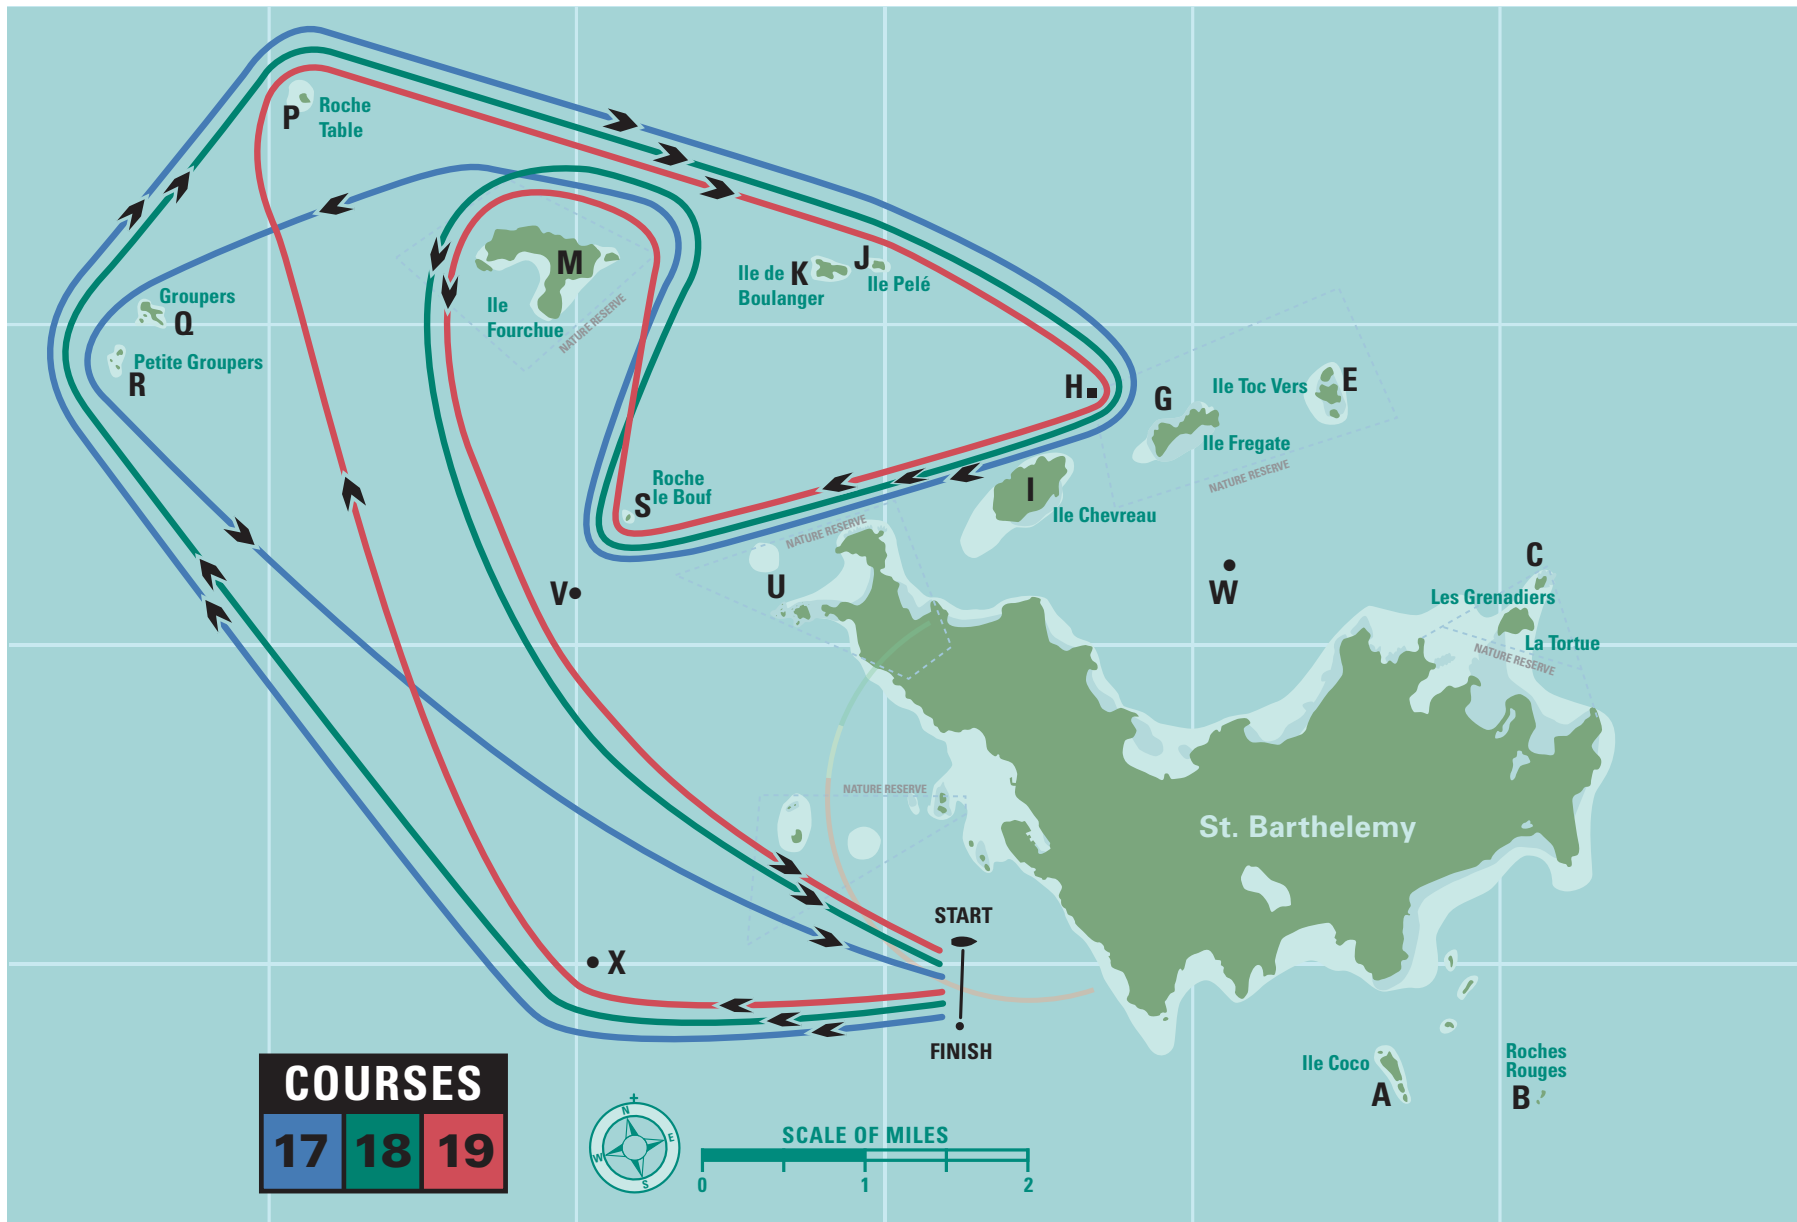 P
Roche
Table
M
Ile
Fourchue
NATURE RESERVE
Ile de
Boulanger
K
J
Ile Pelé
Groupers
Q
Petite Groupers
R
H
G
Ile Toc Vers
E
Ile Fregate
NATURE RESERVE
Roche
le Bouf
S
I
Ile Chevreau
NATURE RESERVE
U
V
W
C
Les Grenadiers
La Tortue
NATURE RESERVE
NATURE RESERVE
St. Barthelemy
START
X
FINISH
Ile Coco
A
Roches
Rouges
B
COURSES
17 18 19
N
E
S
W
SCALE OF MILES
0 1 2